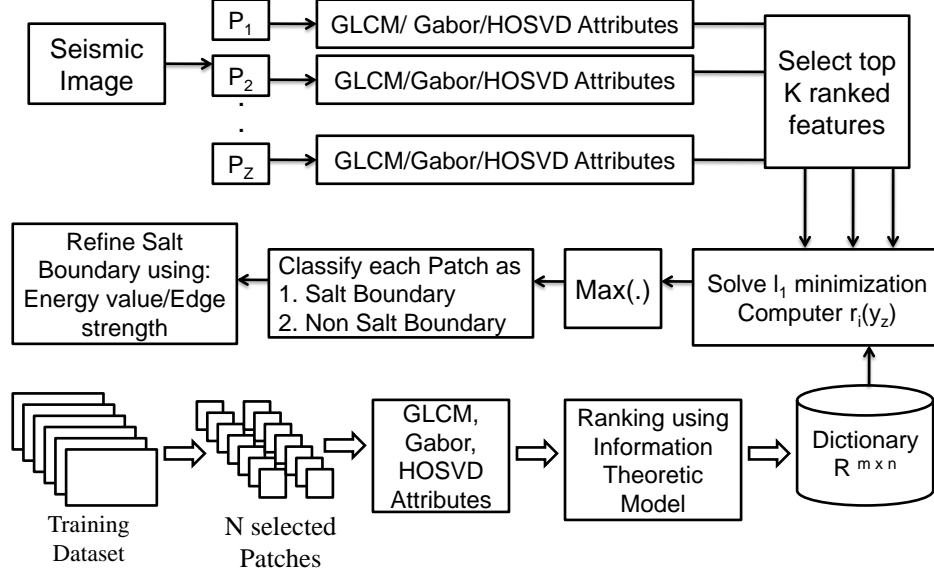 Seismic
Image
P1
GLCM/ Gabor/HOSVD Attributes
P2
GLCM/Gabor/HOSVD Attributes
.
.
PZ
GLCM/Gabor/HOSVD Attributes
Select top
K ranked
features
Refine Salt
Boundary using:
Energy value/Edge
strength
Classify each Patch as
1. Salt Boundary
2. Non Salt Boundary
Max(.)
Solve l1 minimization
Computer ri(yz)
Training
Dataset
N selected
Patches
GLCM,
Gabor,
HOSVD
Attributes
Ranking using
Information
Theoretic
Model
Dictionary
R m x n